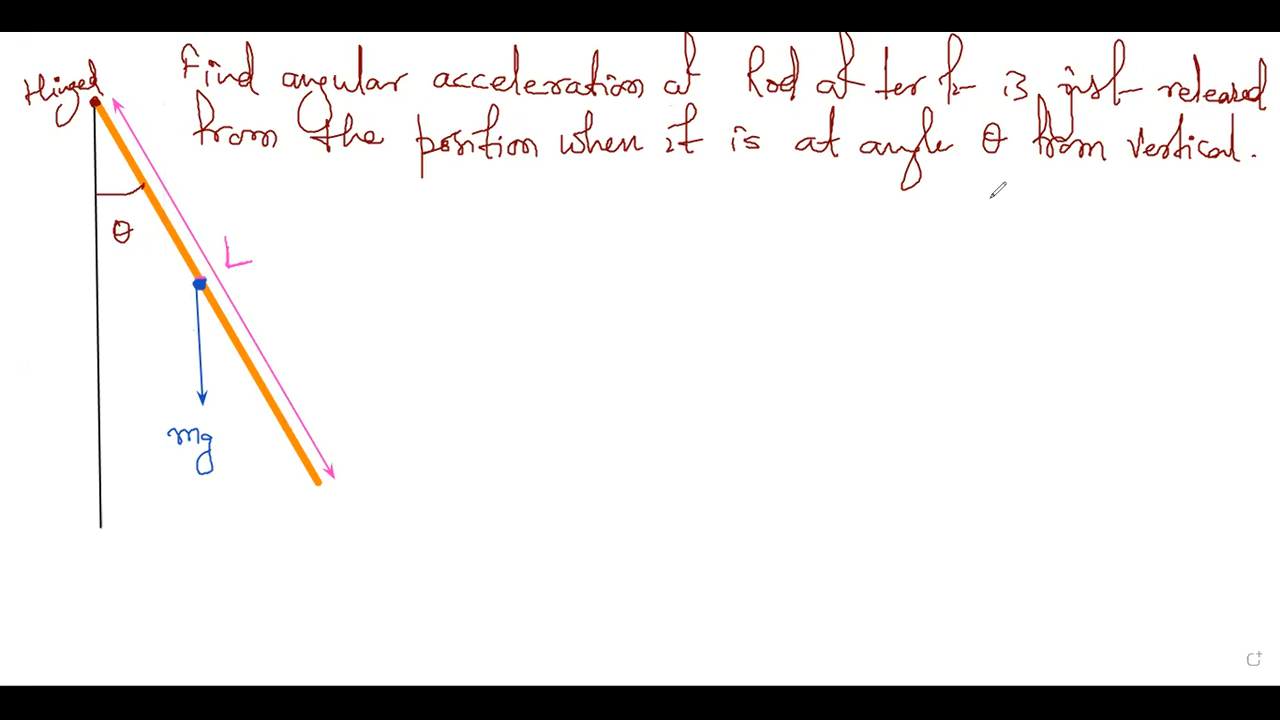 Hinged
Find angular acceleration of Rod after it is just released
from the position when it is at angle θ from vertical.
θ
L
mg